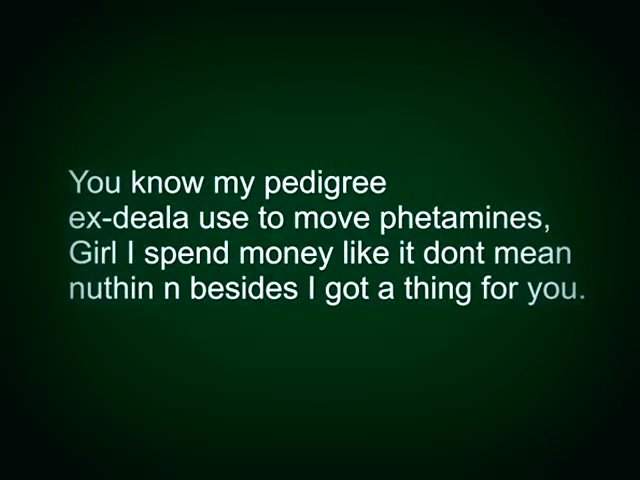 You know my pedigree
ex-deala use to move phetamines,
Girl I spend money like it dont mean
nuthin n besides I got a thing for you.